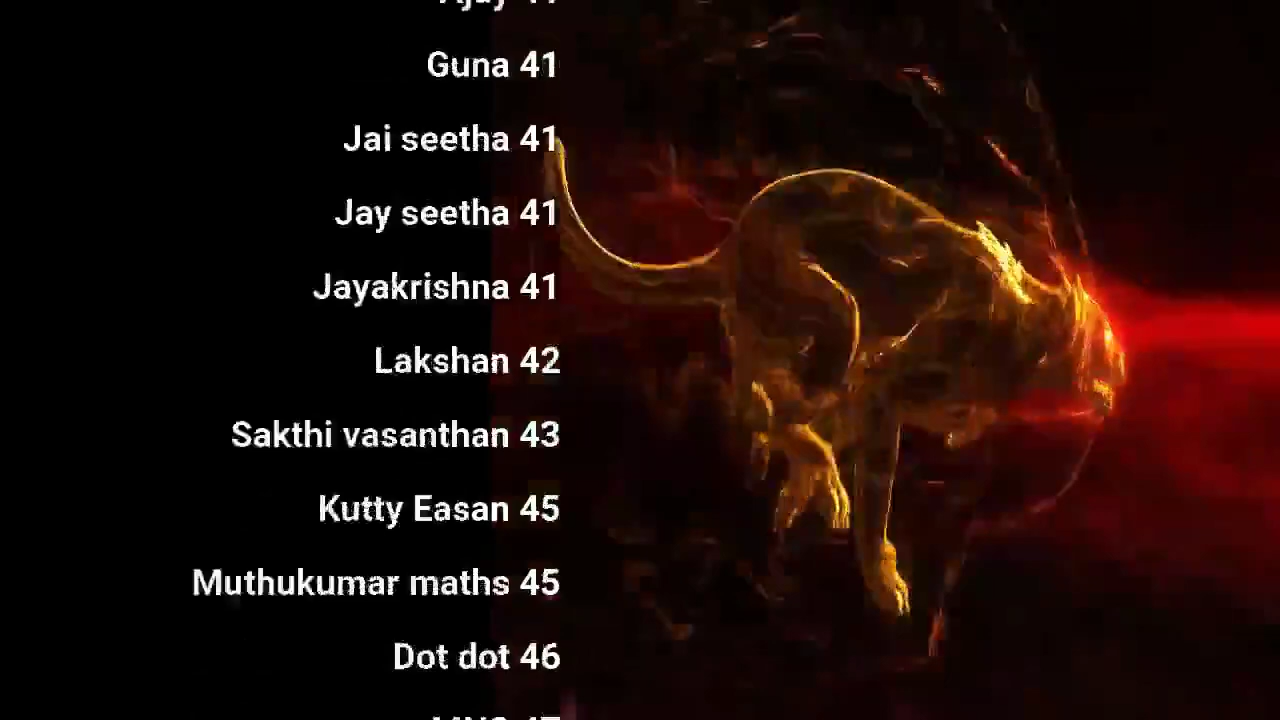 Guna 41
Jai seetha 41
Jay seetha 41
Jayakrishna 41
Lakshan 42
Sakthi vasanthan 43
Kutty Easan 45
Muthukumar maths 45
Dot dot 46